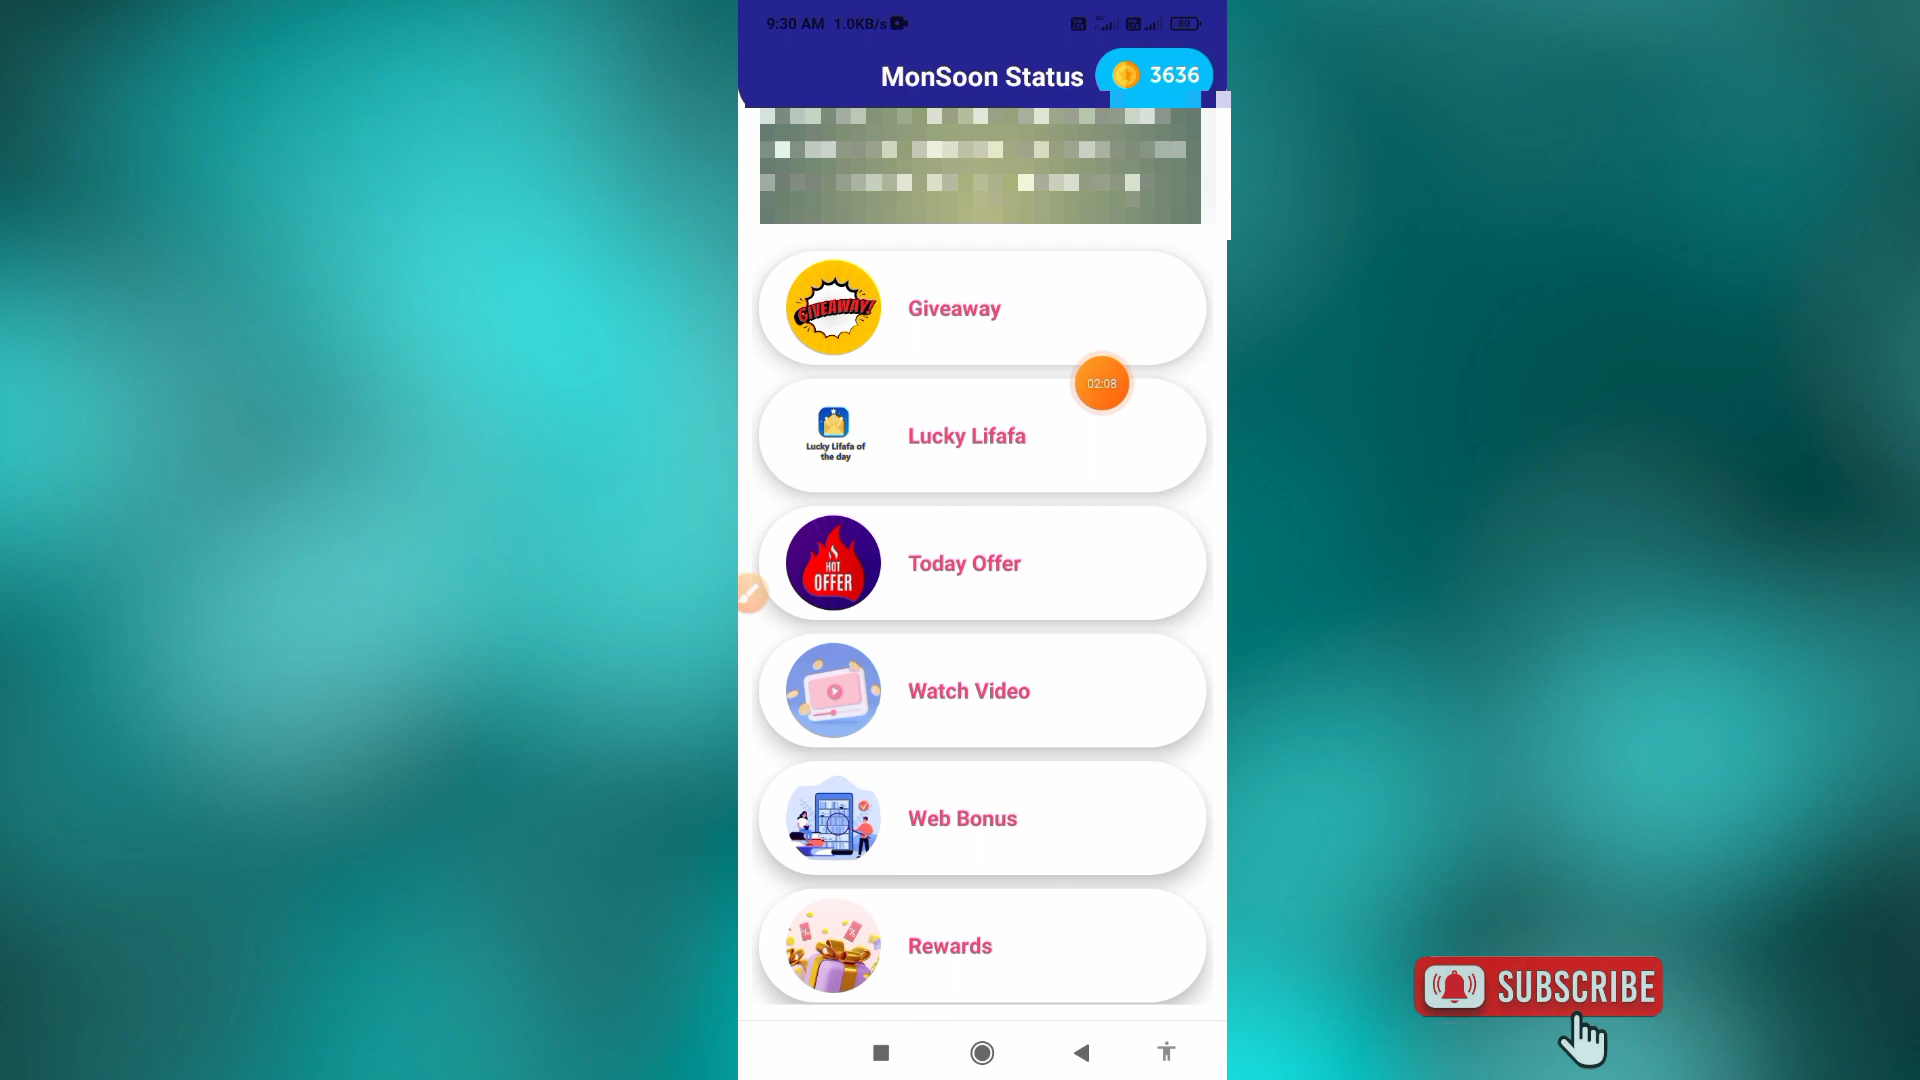 9:30 AM 1.0KB/s 80
MonSoon Status 3636
GIVEAWAY!
Giveaway
02:08
Lucky Lifafa of
the day
Lucky Lifafa
HOT
OFFER
Today Offer
Watch Video
Web Bonus
Rewards
SUBSCRIBE